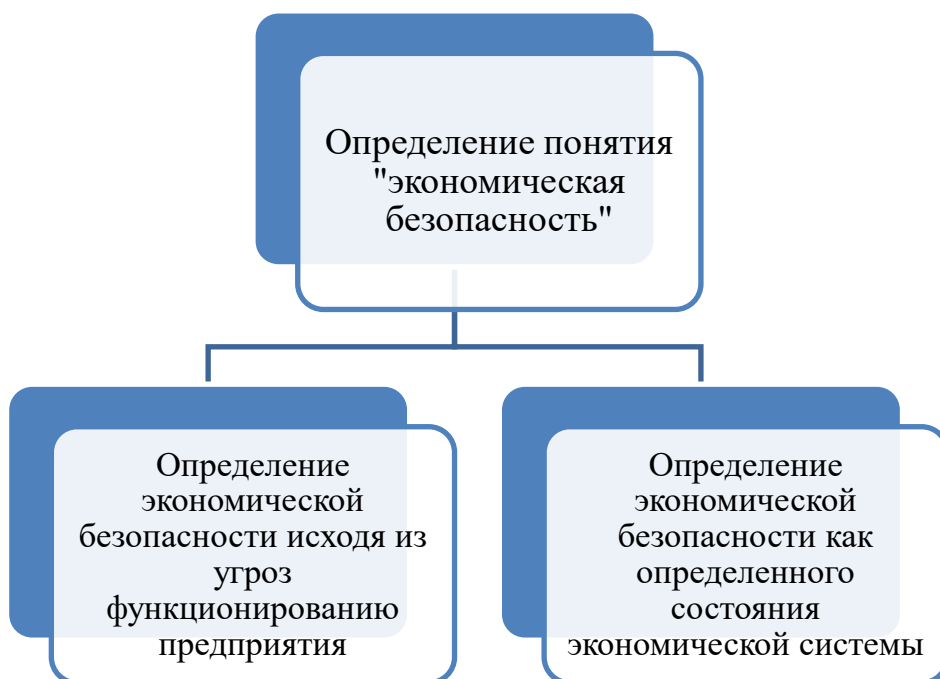 Определение понятия
"экономическая
безопасность"
Определение
экономической
безопасности исходя из
угроз
функционированию
предприятия
Определение
экономической
безопасности как
определенного
состояния
экономической системы